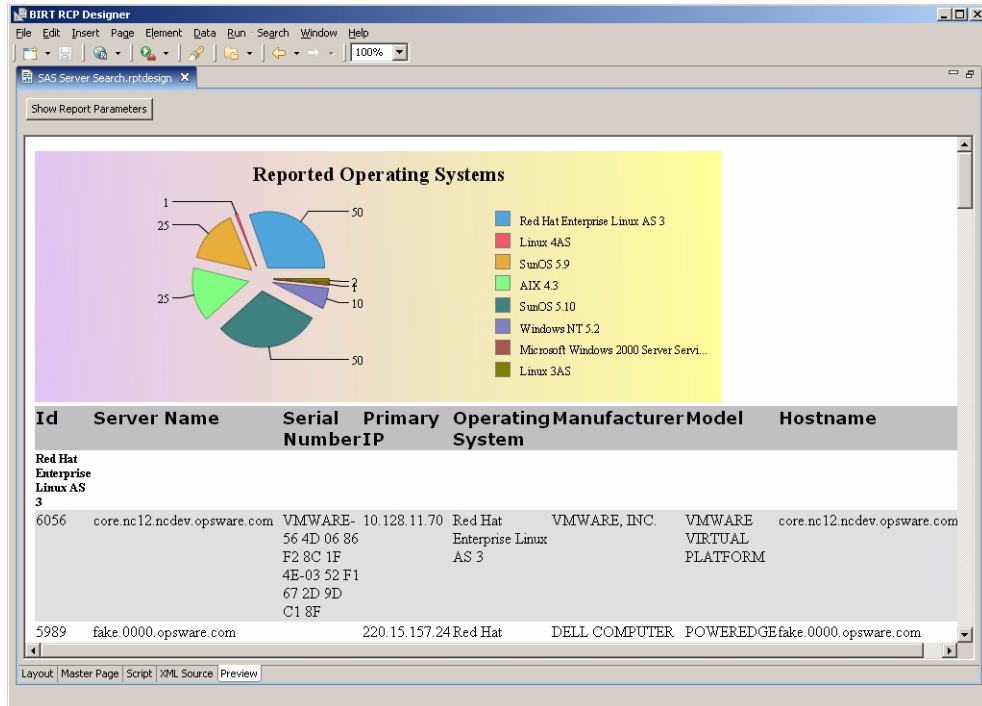 BIRT RCP Designer
File Edit Insert Page Element Data Run Search Window Help
100%
SAS Server Search.rptdesign
Show Report Parameters
Reported Operating Systems
1
50
25
25
2
1
10
50
Red Hat Enterprise Linux AS 3
Linux 4AS
SunOS 5.9
AIX 4.3
SunOS 5.10
Windows NT 5.2
Microsoft Windows 2000 Server Servi...
Linux 3AS
Id Server Name Serial Primary Operating Manufacturer Model Hostname
Number IP System
Red Hat
Enterprise
Linux AS
3
6056 core.nc12.ncdev.opsware.com VMWARE- 10.128.11.70 Red Hat VMWARE, INC. VMWARE core.nc12.ncdev.opsware.com
56 4D 06 86 Enterprise Linux VIRTUAL
F2 8C 1F AS 3 PLATFORM
4E-03 52 F1
67 2D 9D
C1 8F
5989 fake.0000.opsware.com 220.15.157.24 Red Hat DELL COMPUTER POWEREDGE fake.0000.opsware.com
Layout Master Page Script XML Source Preview